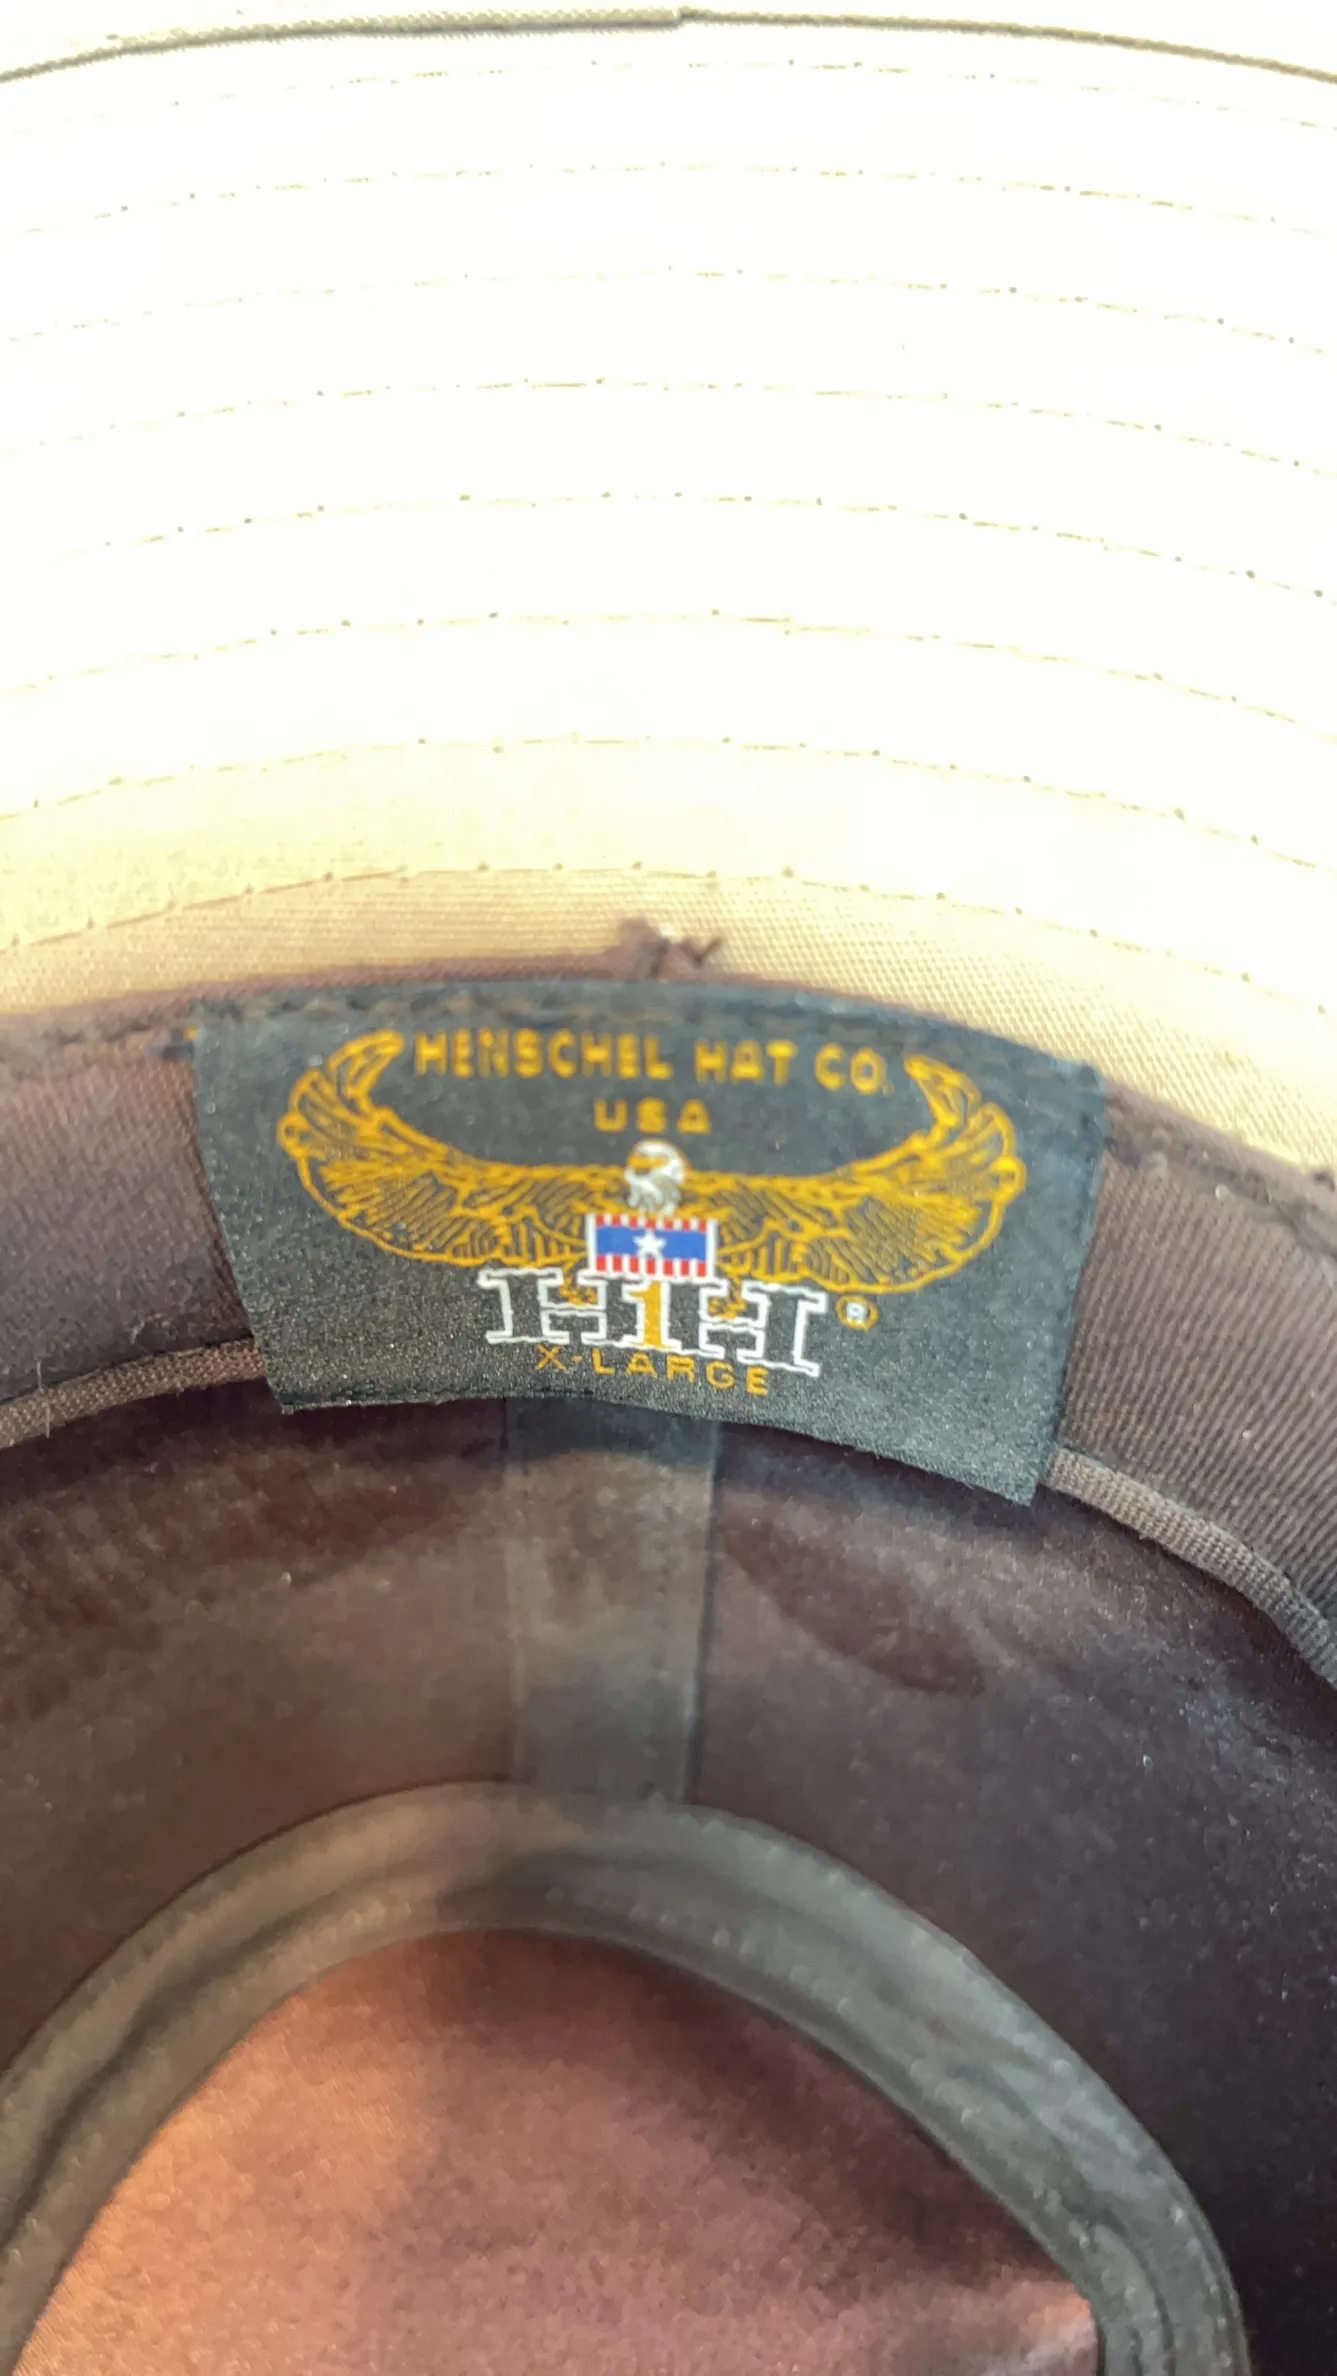 HENSCHEL HAT CO.
USA
H1H®
X-LARGE